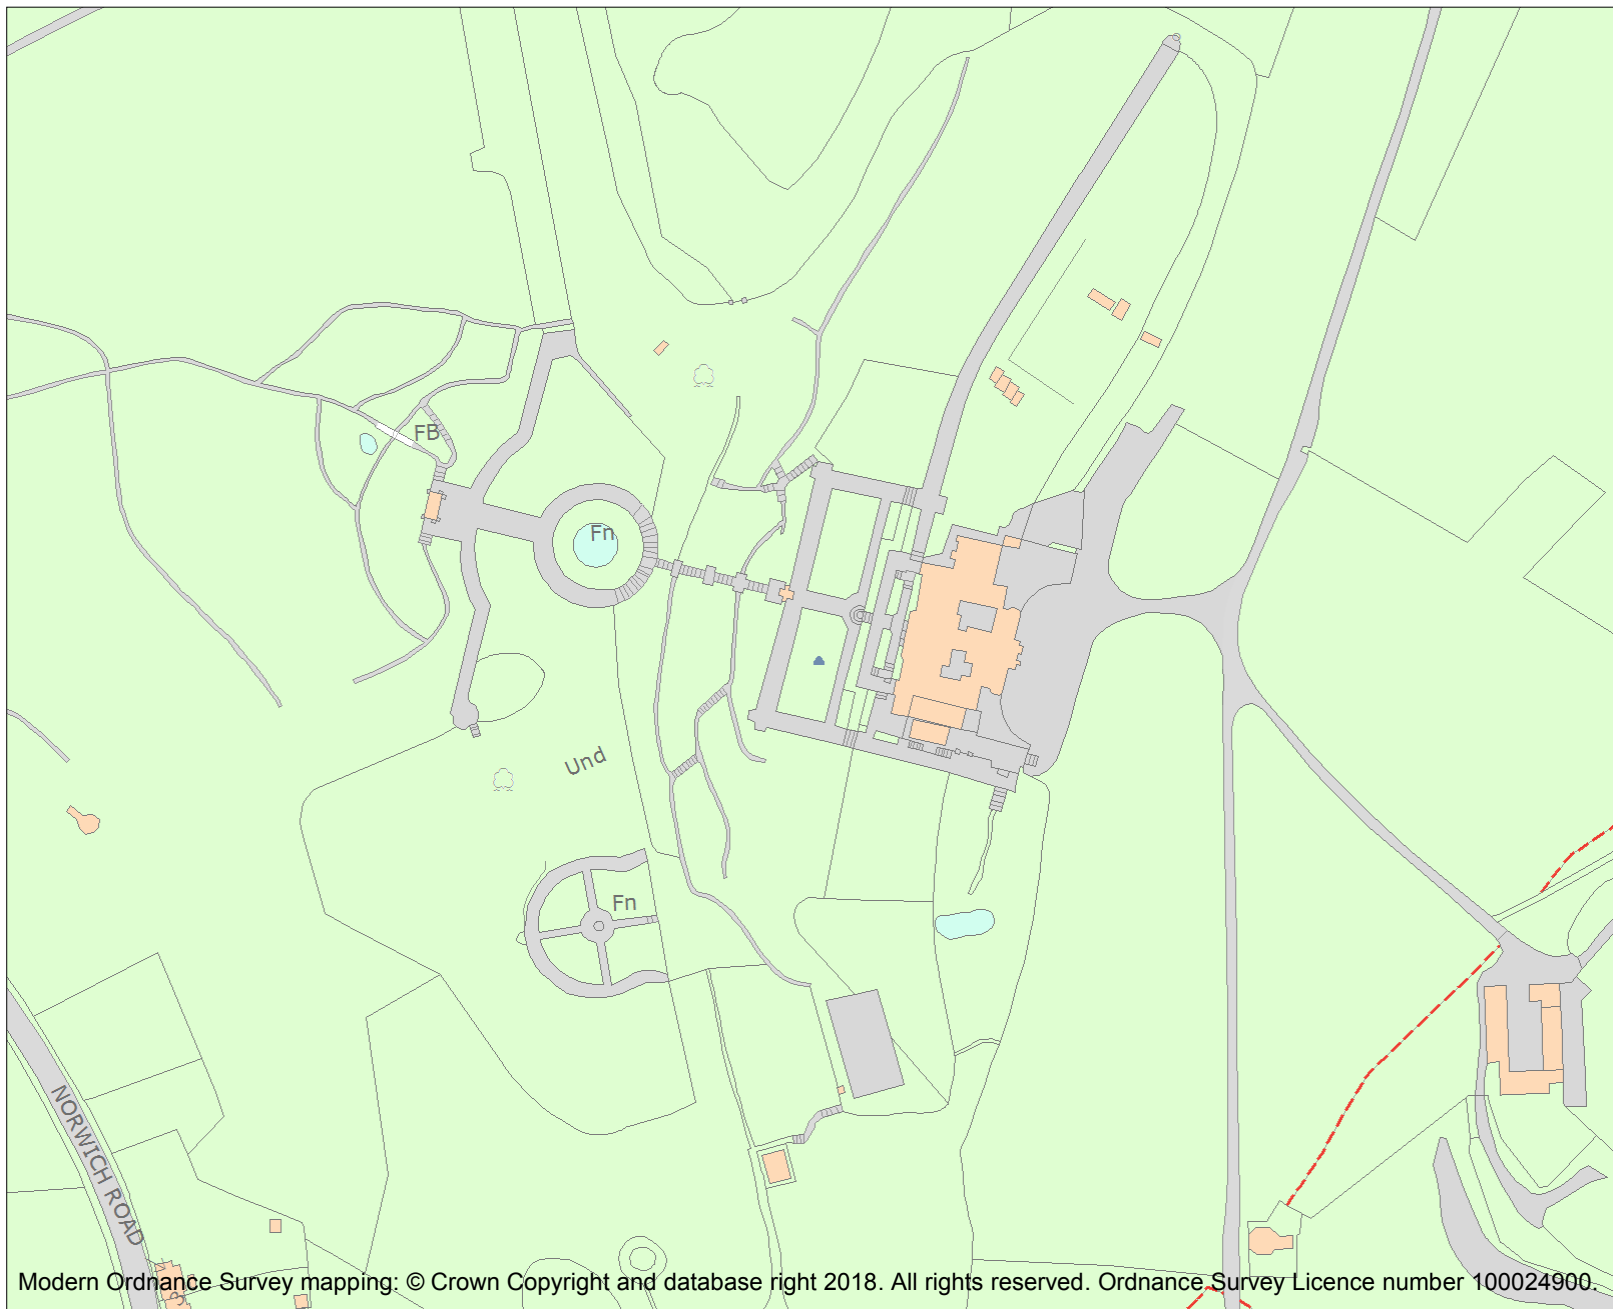 FB
Fn
Und
Fn
NORWICH ROAD
Modern Ordnance Survey mapping: © Crown Copyright and database right 2018. All rights reserved. Ordnance Survey Licence number 100024900.